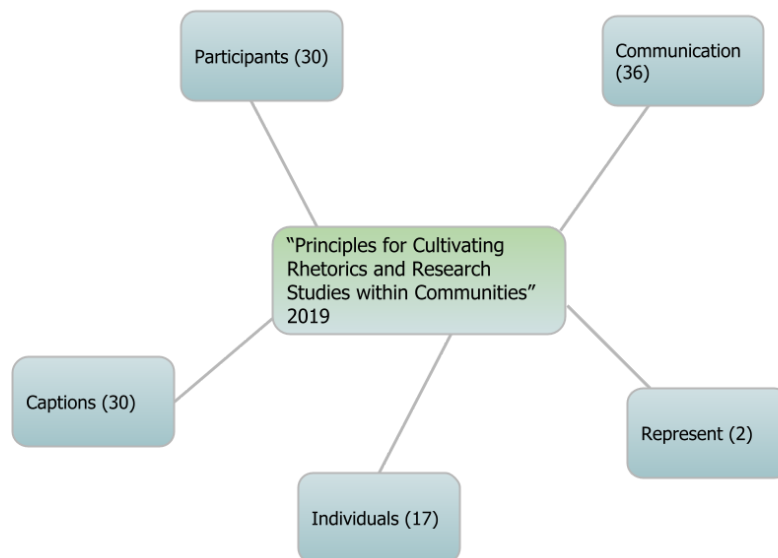 Participants (30)
Communication
(36)
“Principles for Cultivating
Rhetorics and Research
Studies within Communities”
2019
Captions (30)
Represent (2)
Individuals (17)